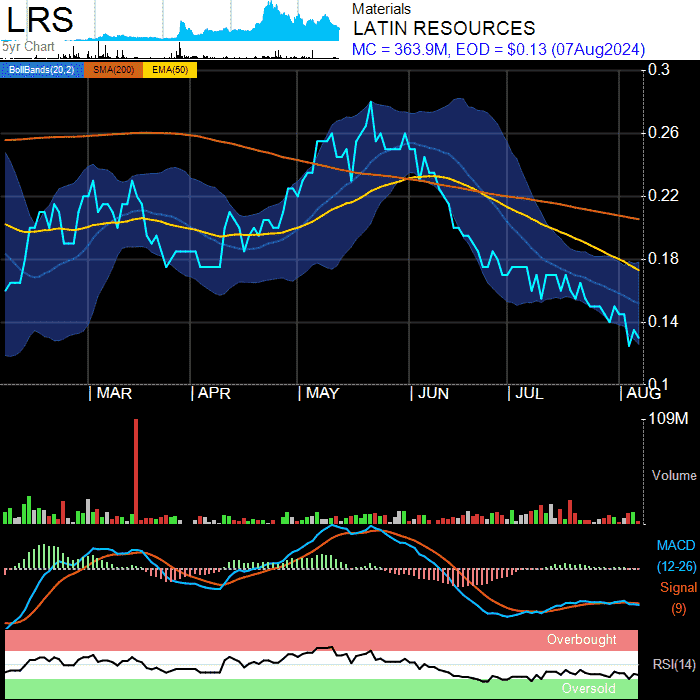 LRS
5yr Chart
Materials
LATIN RESOURCES
MC = 363.9M, EOD = $0.13 (07Aug2024)
BollBands(20,2) SMA(200) EMA(50)
0.3
0.26
0.22
0.18
0.14
0.1
MAR APR MAY JUN JUL AUG
109M
Volume
MACD
(12-26)
Signal
(9)
Overbought
RSI(14)
Oversold